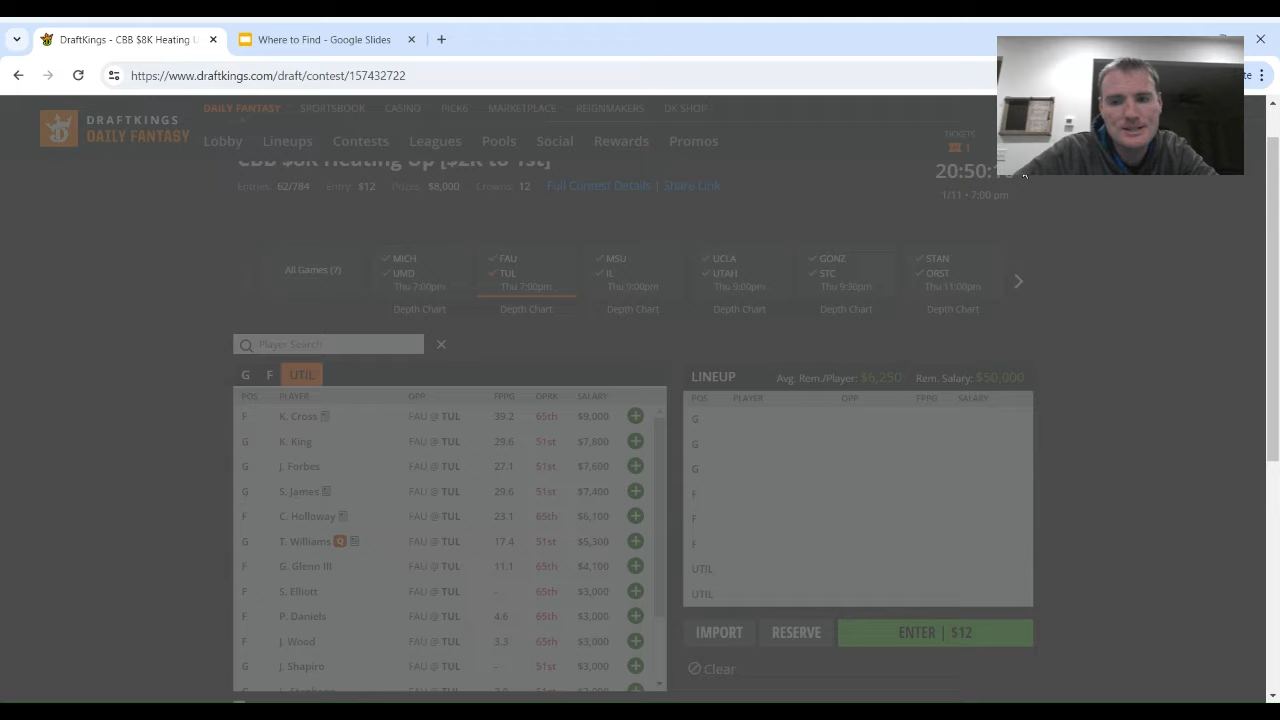 DraftKings - CBB $8K Heating U
Where to Find - Google Slides
https://www.draftkings.com/draft/contest/157432722
DAILY FANTASY SPORTSBOOK CASINO PICK6 MARKETPLACE REIGNMAKERS DK SHOP
DRAFTKINGS
DAILY FANTASY
Lobby Lineups Contests Leagues Pools Social Rewards Promos
TICKETS
1
CBB $8K Heating Up [$2K to 1st]
Entries: 62/784 Entry: $12 Prizes: $8,000 Crowns: 12 Full Contest Details | Share Link
1/11 • 7:00 pm
All Games (7)
MICH UMD Thu 7:00pm Depth Chart
FAU TUL Thu 7:00pm Depth Chart
MSU IL Thu 9:00pm Depth Chart
UCLA UTAH Thu 9:00pm Depth Chart
GONZ STC Thu 9:30pm Depth Chart
STAN ORST Thu 11:00pm Depth Chart
Player Search
G F UTIL
POS PLAYER OPP FPPG OPRK SALARY
F K. Cross FAU @ TUL 39.2 65th $9,000
G K. King FAU @ TUL 29.6 51st $7,800
G J. Forbes FAU @ TUL 27.1 51st $7,600
G S. James FAU @ TUL 29.6 51st $7,400
F C. Holloway FAU @ TUL 23.1 65th $6,100
G T. Williams Q FAU @ TUL 17.4 51st $5,300
F G. Glenn III FAU @ TUL 11.1 65th $4,100
F S. Elliott FAU @ TUL - 65th $3,000
F P. Daniels FAU @ TUL 4.6 65th $3,000
F J. Wood FAU @ TUL 3.3 65th $3,000
G J. Shapiro FAU @ TUL - 51st $3,000
LINEUP Avg. Rem./Player: $6,250 Rem. Salary: $50,000
POS PLAYER OPP FPPG SALARY
G
G
G
F
F
F
UTIL
UTIL
IMPORT RESERVE ENTER | $12
Clear